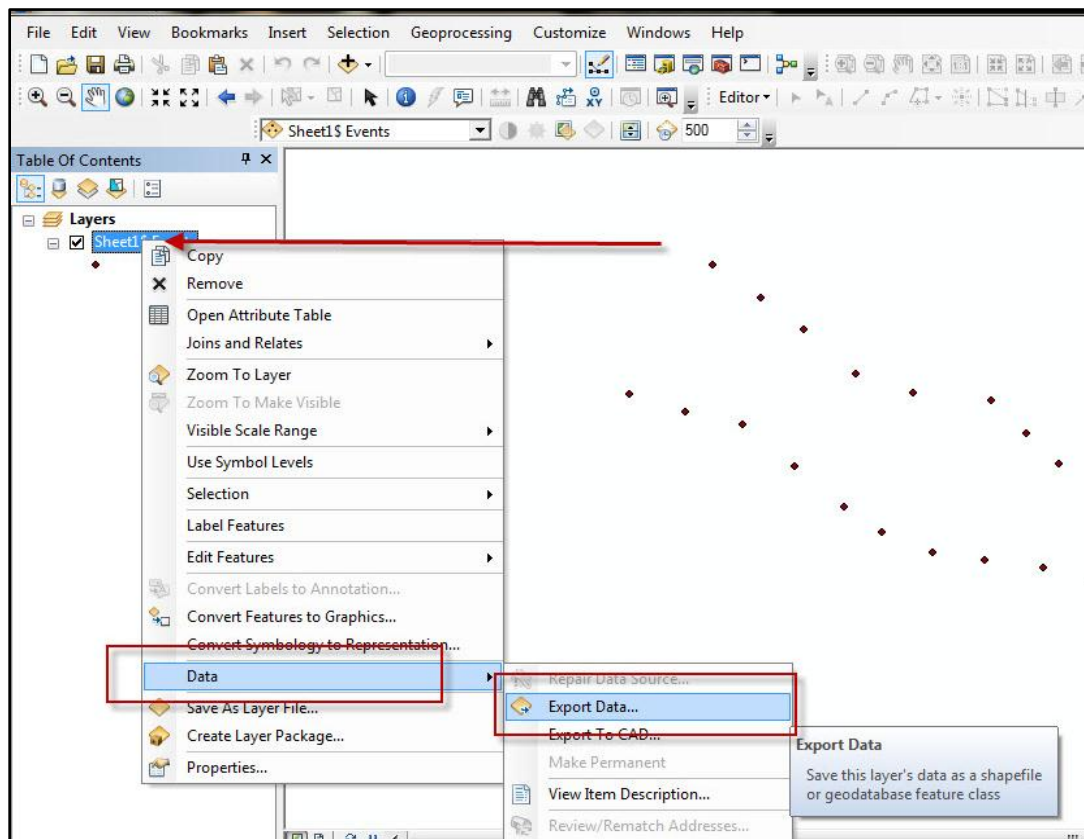 File Edit View Bookmarks Insert Selection Geoprocessing Customize Windows Help
Editor
Sheet1$ Events 500
Table Of Contents
Layers
Sheet1$
Copy
Remove
Open Attribute Table
Joins and Relates
Zoom To Layer
Zoom To Make Visible
Visible Scale Range
Use Symbol Levels
Selection
Label Features
Edit Features
Convert Labels to Annotation...
Convert Features to Graphics...
Convert Symbology to Representation...
Data
Save As Layer File...
Create Layer Package...
Properties...
Repair Data Source...
Export Data...
Export To CAD...
Make Permanent
View Item Description...
Review/Rematch Addresses...
Export Data
Save this layer's data as a shapefile
or geodatabase feature class